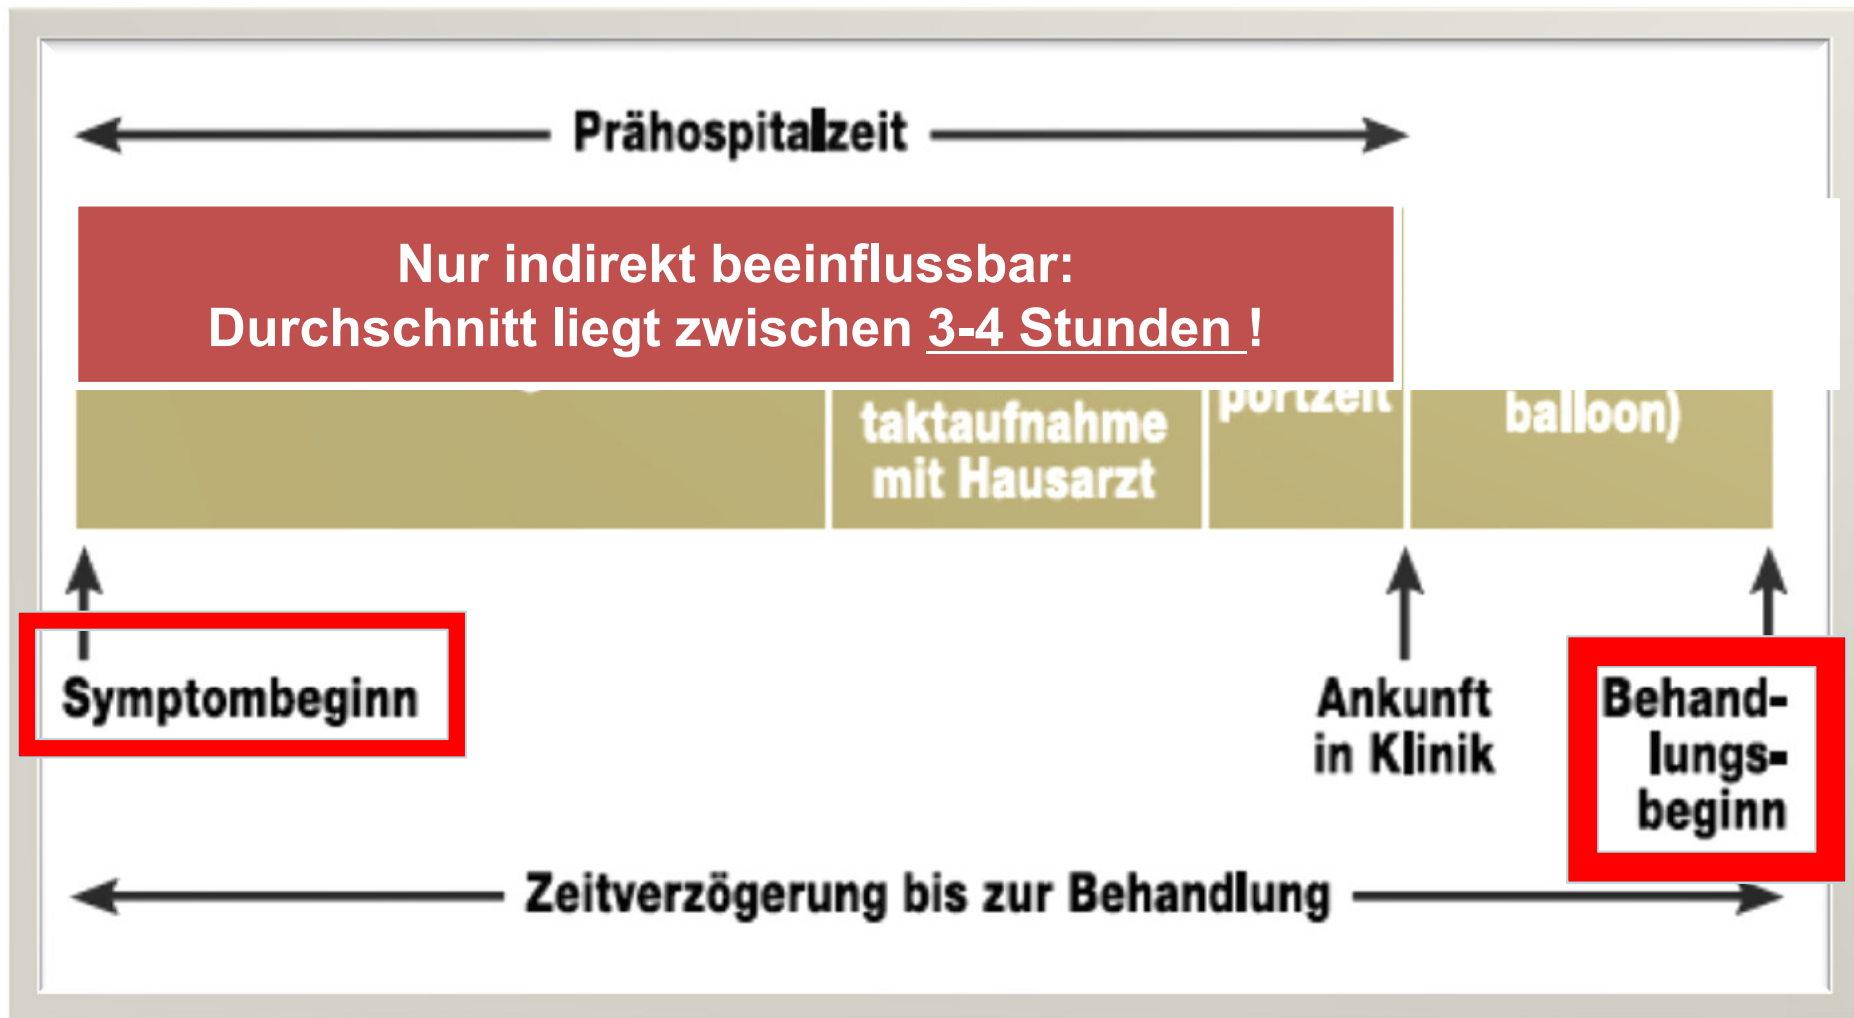 Prähospitalzeit
Nur indirekt beeinflussbar:
Durchschnitt liegt zwischen 3-4 Stunden !
taktaufnahme
mit Hausarzt
portzeit
balloon)
Symptombeginn
Ankunft
in Klinik
Behand-
lungs-
beginn
Zeitverzögerung bis zur Behandlung